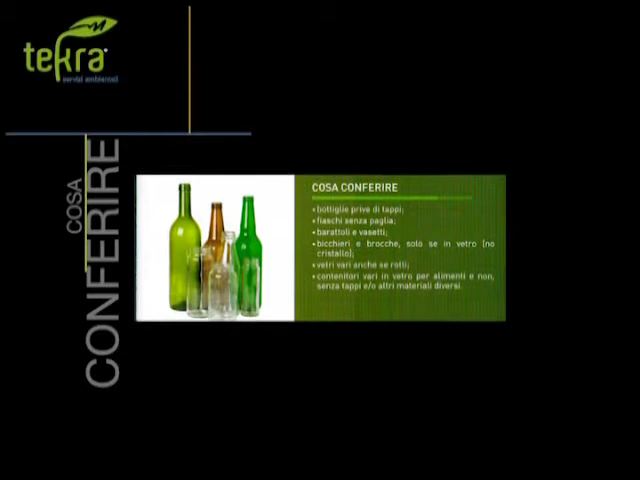 tekra
servizi ambientali
COSA
CONFERIRE
COSA CONFERIRE
• bottiglie prive di tappi;
• fiaschi senza paglia;
• barattoli e vasetti;
• bicchieri e brocche, solo se in vetro [no
cristallo];
• vetri vari anche se rotti;
• contenitori vari in vetro per alimenti e non,
senza tappi e/o altri materiali diversi.